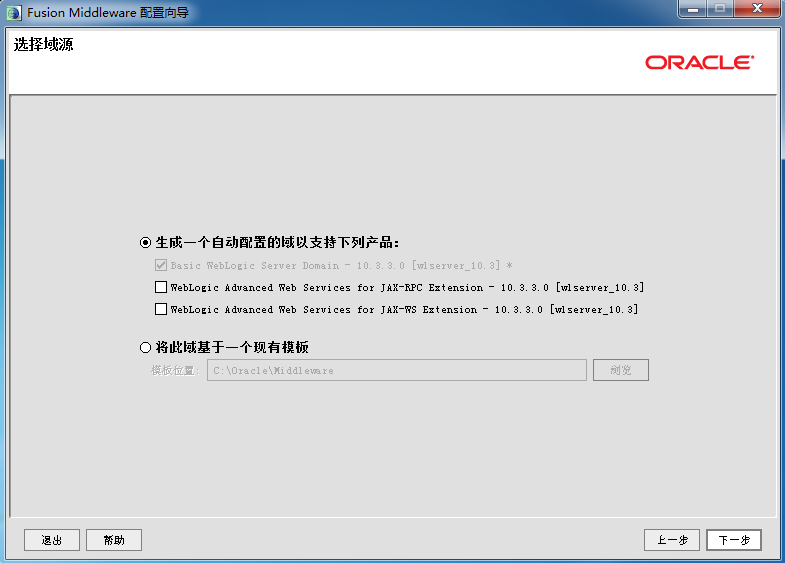 Fusion Middleware 配置向导
选择域源
ORACLE
生成一个自动配置的域以支持下列产品:
Basic WebLogic Server Domain - 10.3.3.0 [wlserver_10.3] *
WebLogic Advanced Web Services for JAX-RPC Extension - 10.3.3.0 [wlserver_10.3]
WebLogic Advanced Web Services for JAX-WS Extension - 10.3.3.0 [wlserver_10.3]
将此域基于一个现有模板
模板位置: C:\Oracle\Middleware 浏览
退出 帮助 上一步 下一步